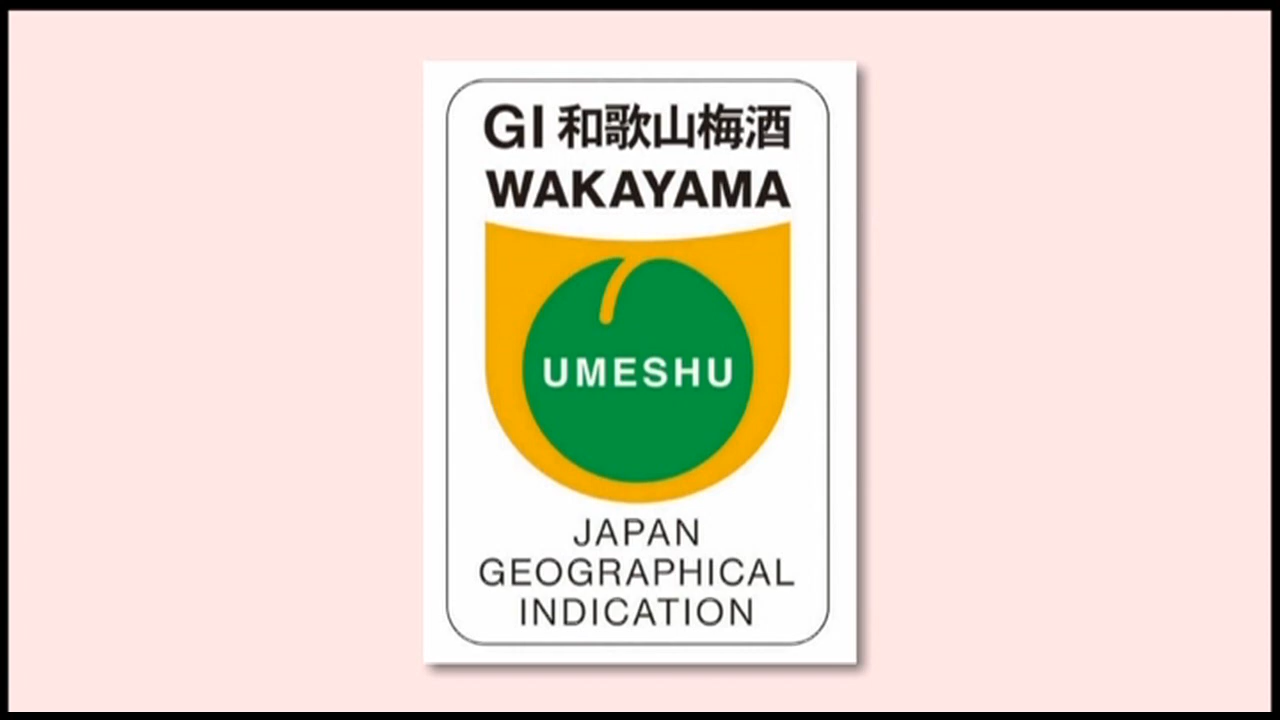 GI 和歌山梅酒
WAKAYAMA
UMESHU
JAPAN
GEOGRAPHICAL
INDICATION